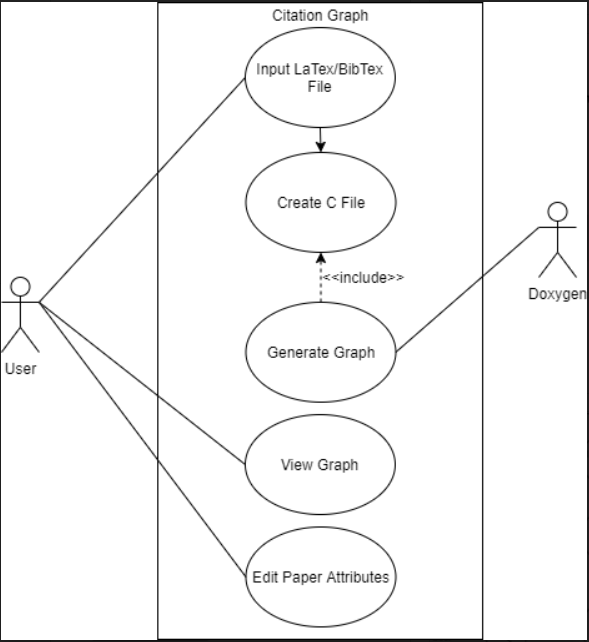 Citation Graph
Input LaTex/BibTex
File
Create C File
<<include>>
Doxygen
Generate Graph
User
View Graph
Edit Paper Attributes